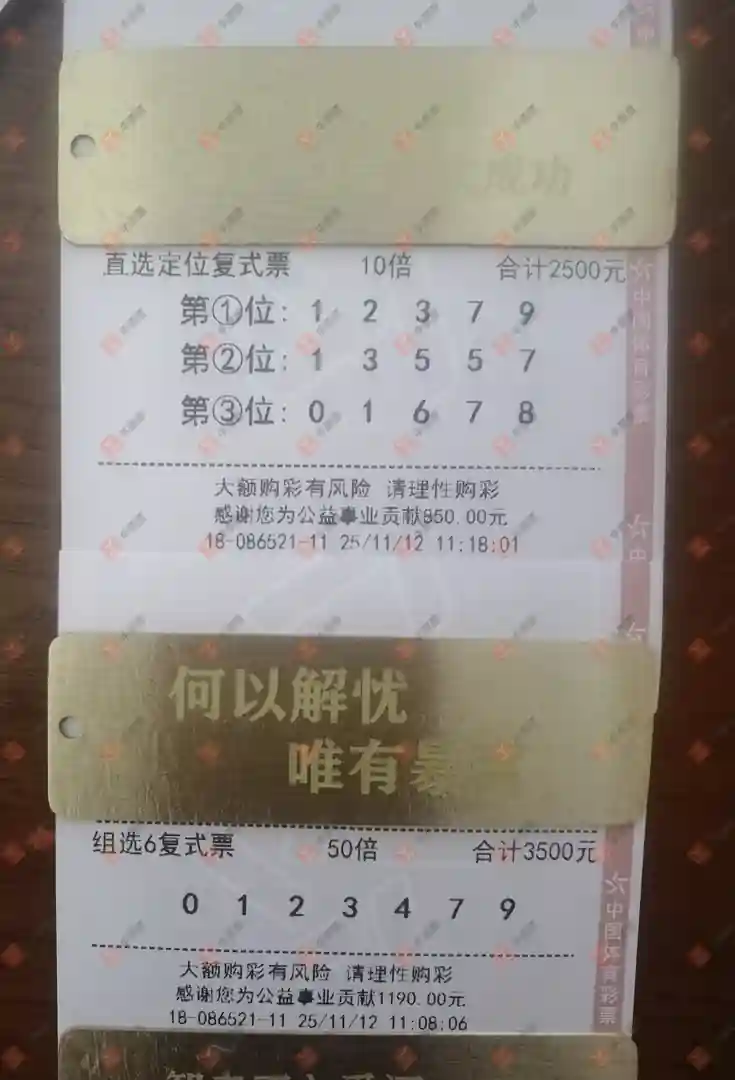 成功
直选定位复式票 10倍 合计2500元
第①位: 1 2 3 7 9
第②位: 1 3 5 5 7
第③位: 0 1 6 7 8
大额购彩有风险 请理性购彩
感谢您为公益事业贡献850.00元
18-086521-11 25/11/12 11:18:01
何以解忧
唯有暴
组选6复式票 50倍 合计3500元
0 1 2 3 4 7 9
大额购彩有风险 请理性购彩
感谢您为公益事业贡献1190.00元
18-086521-11 25/11/12 11:08:06
中国体育彩票